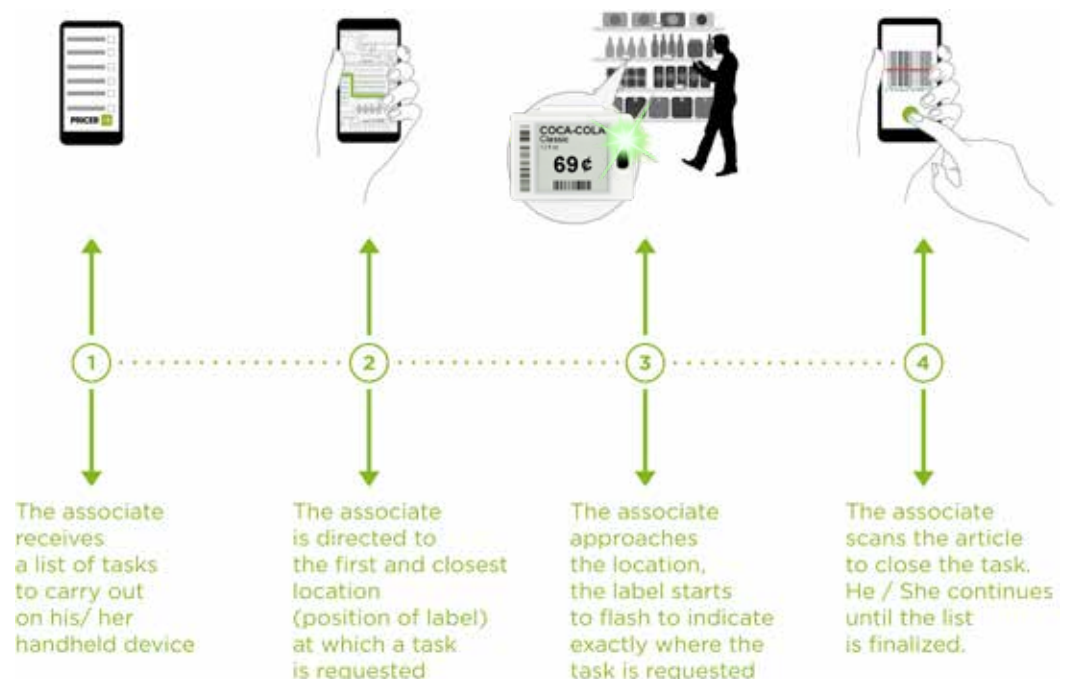 PRICER
COCA-COLA
Classic
69¢
1
2
3
4
The associate
receives
a list of tasks
to carry out
on his/ her
handheld device
The associate
is directed to
the first and closest
location
(position of label)
at which a task
is requested
The associate
approaches
the location,
the label starts
to flash to indicate
exactly where the
task is requested
The associate
scans the article
to close the task.
He / She continues
until the list
is finalized.